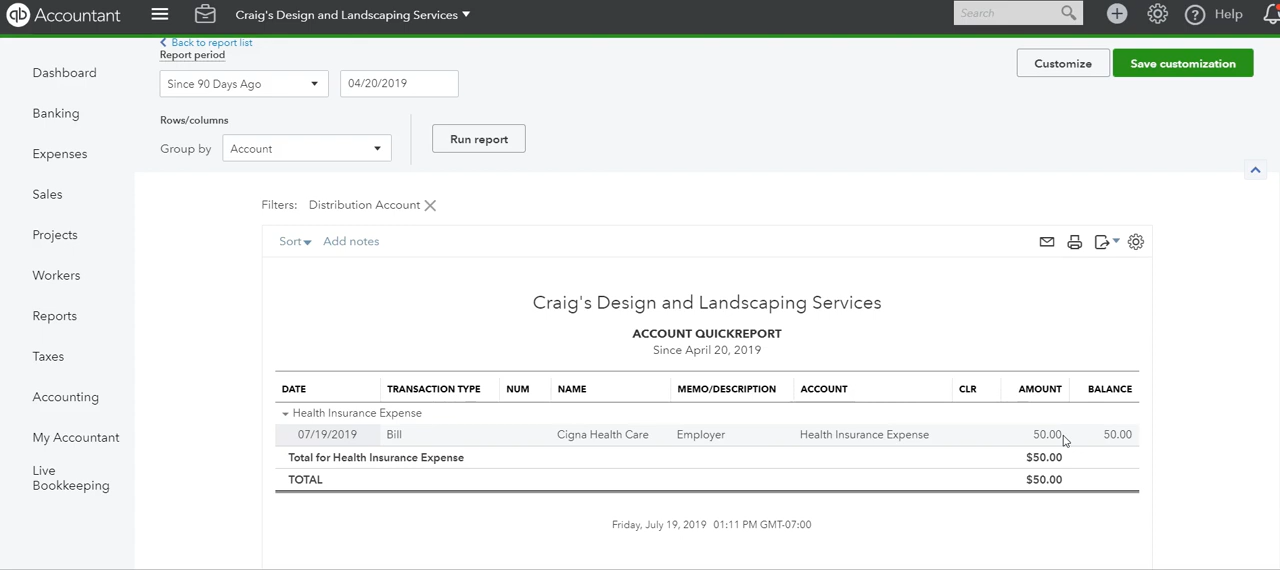 qb Accountant
Craig's Design and Landscaping Services
Search
Help
Back to report list
Report period
Since 90 Days Ago
04/20/2019
Customize
Save customization
Rows/columns
Group by
Account
Run report
Dashboard
Banking
Expenses
Sales
Projects
Workers
Reports
Taxes
Accounting
My Accountant
Live
Bookkeeping
Filters: Distribution Account
Sort Add notes
Craig's Design and Landscaping Services
ACCOUNT QUICKREPORT
Since April 20, 2019
DATE TRANSACTION TYPE NUM NAME MEMO/DESCRIPTION ACCOUNT CLR AMOUNT BALANCE
Health Insurance Expense
07/19/2019 Bill Cigna Health Care Employer Health Insurance Expense 50.00 50.00
Total for Health Insurance Expense $50.00
TOTAL $50.00
Friday, July 19, 2019 01:11 PM GMT-07:00